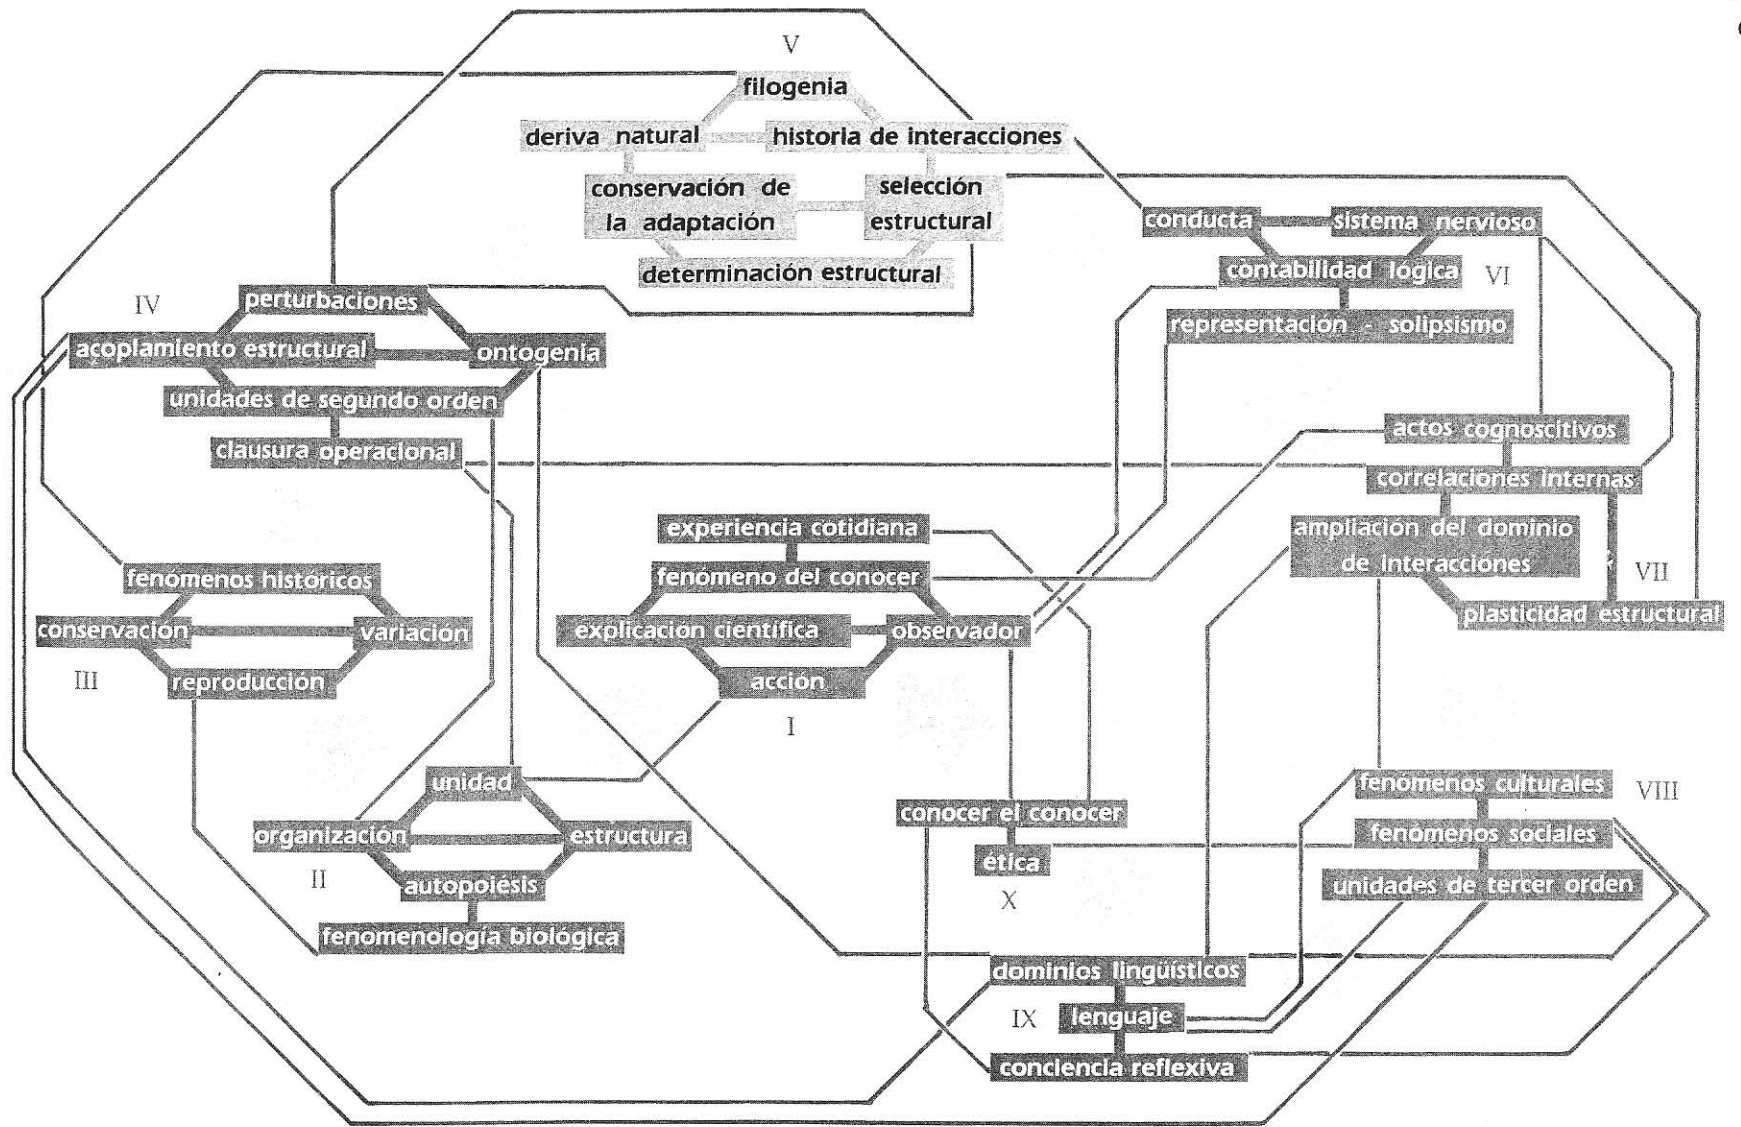 V
filogenia
deriva natural
historia de interacciones
conservación de
la adaptación
selección
estructural
determinación estructural
conducta
sistema nervioso
contabilidad lógica
VI
representación - solipsismo
IV
perturbaciones
acoplamiento estructural
ontogenia
unidades de segundo orden
clausura operacional
actos cognoscitivos
correlaciones internas
ampliación del dominio
de interacciones
VII
plasticidad estructural
experiencia cotidiana
fenómeno del conocer
explicación científica
observador
acción
I
fenómenos históricos
conservación
variación
III
reproducción
unidad
organización
estructura
II
autopoiésis
fenomenología biológica
conocer el conocer
ética
X
fenómenos culturales
VIII
fenómenos sociales
unidades de tercer orden
dominios lingüísticos
IX
lenguaje
conciencia reflexiva